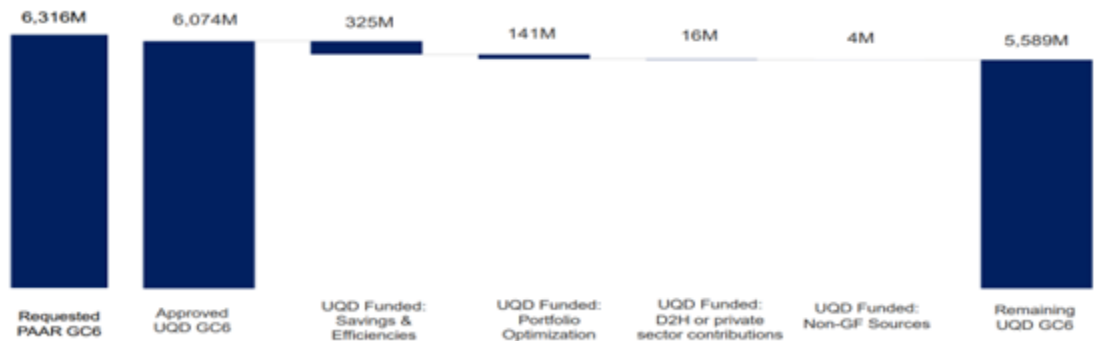 6,316M
6,074M
325M
141M
16M
4M
5,589M
Requested
PAAR GC6
Approved
UQD GC6
UQD Funded:
Savings &
Efficiencies
UQD Funded:
Portfolio
Optimization
UQD Funded:
D2H or private
sector contributions
UQD Funded:
Non-GF Sources
Remaining
UQD GC6